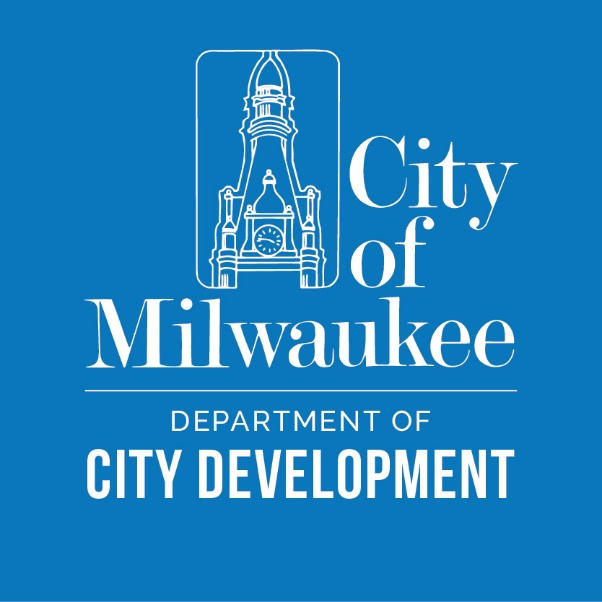 City
of
Milwaukee
DEPARTMENT OF
CITY DEVELOPMENT